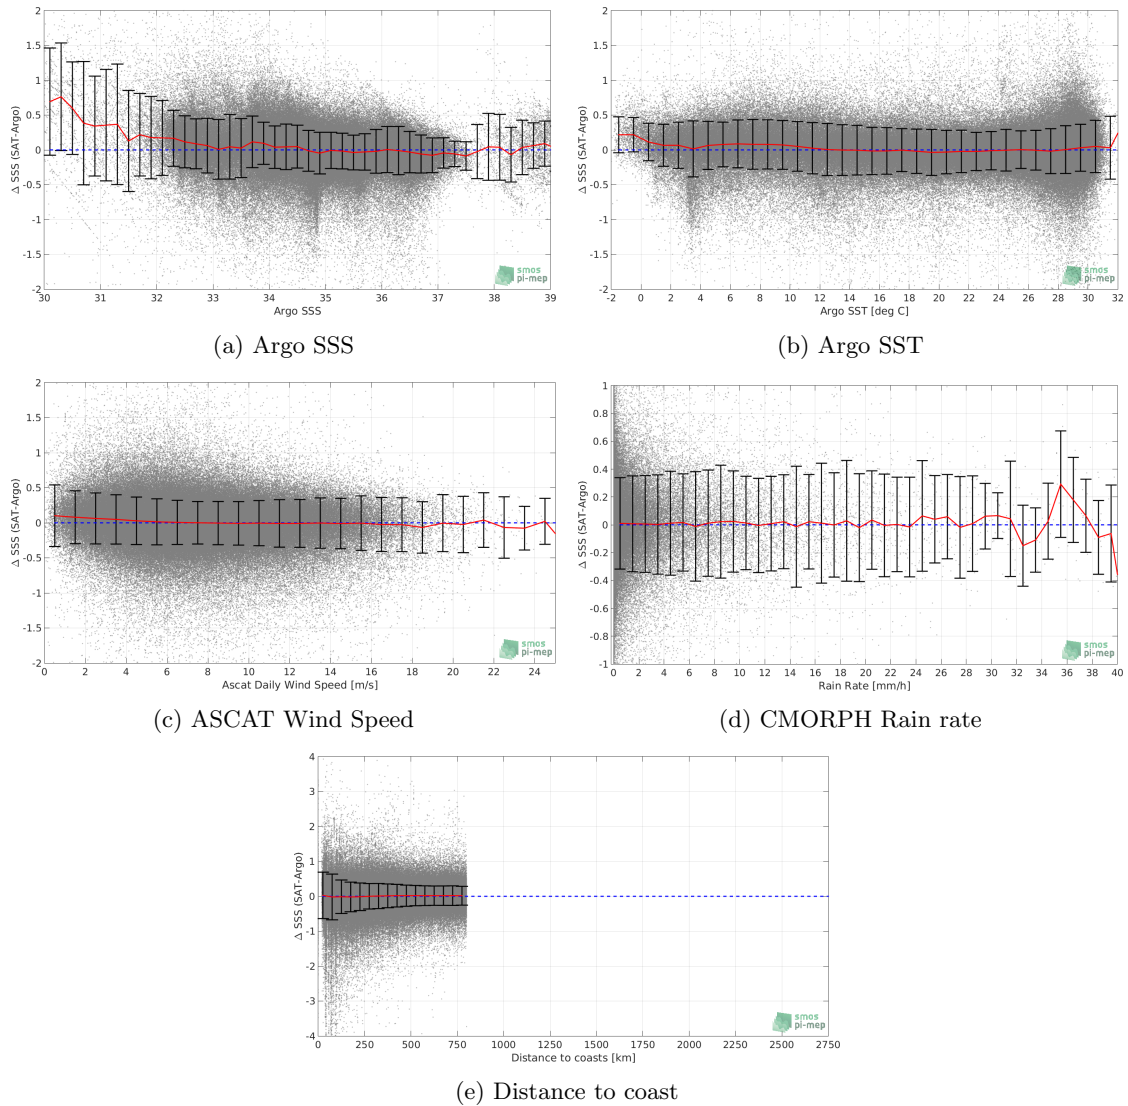 2
1.5
1
0.5
0
-0.5
-1
-1.5
-2
Δ SSS (SAT-Argo)
30 31 32 33 34 35 36 37 38 39
Argo SSS
smos
pi-mep
(a) Argo SSS
2
1.5
1
0.5
0
-0.5
-1
-1.5
-2
Δ SSS (SAT-Argo)
-2 0 2 4 6 8 10 12 14 16 18 20 22 24 26 28 30 32
Argo SST [deg C]
smos
pi-mep
(b) Argo SST
2
1.5
1
0.5
0
-0.5
-1
-1.5
-2
Δ SSS (SAT-Argo)
0 2 4 6 8 10 12 14 16 18 20 22 24
Ascat Daily Wind Speed [m/s]
smos
pi-mep
(c) ASCAT Wind Speed
1
0.8
0.6
0.4
0.2
0
-0.2
-0.4
-0.6
-0.8
-1
Δ SSS (SAT-Argo)
0 2 4 6 8 10 12 14 16 18 20 22 24 26 28 30 32 34 36 38 40
Rain Rate [mm/h]
smos
pi-mep
(d) CMORPH Rain rate
4
3
2
1
0
-1
-2
-3
-4
Δ SSS (SAT-Argo)
0 250 500 750 1000 1250 1500 1750 2000 2250 2500 2750
Distance to coasts [km]
smos
pi-mep
(e) Distance to coast